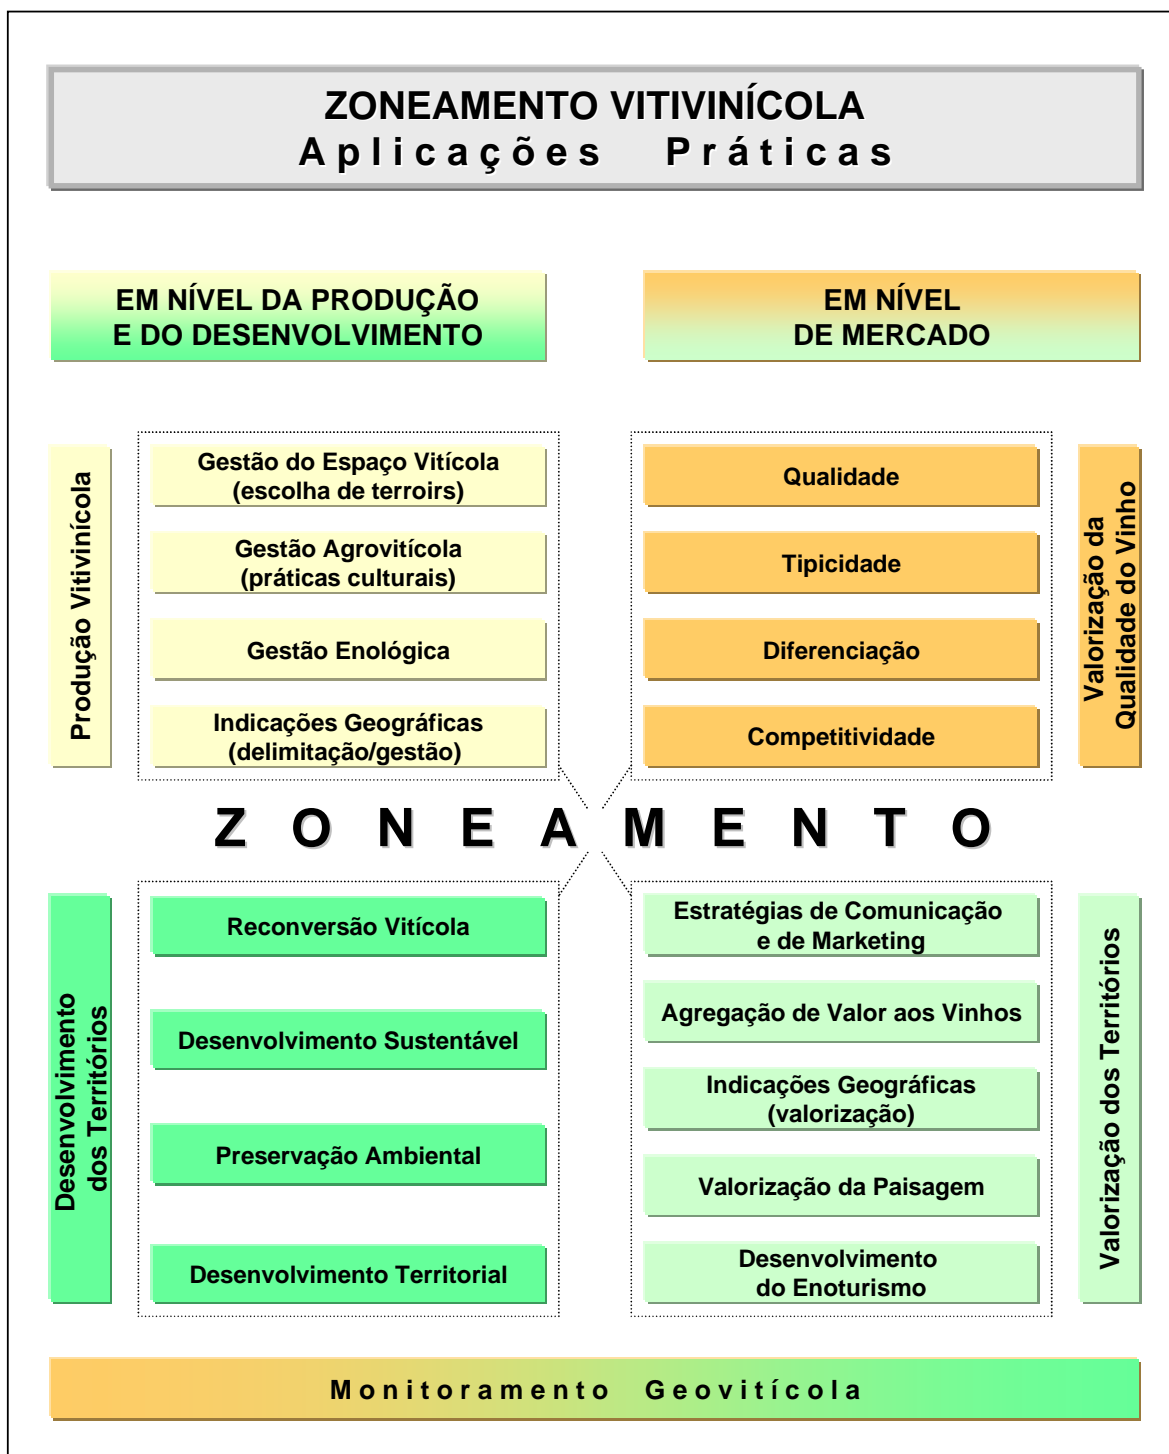 ZONEAMENTO VITIVINÍCOLA
Aplicações Práticas
EM NÍVEL DA PRODUÇÃO
E DO DESENVOLVIMENTO
EM NÍVEL
DE MERCADO
Produção Vitivinícola
Gestão do Espaço Vitícola
(escolha de terroirs)
Gestão Agrovitícola
(práticas culturais)
Gestão Enológica
Indicações Geográficas
(delimitação/gestão)
Qualidade
Tipicidade
Diferenciação
Competitividade
Valorização da
Qualidade do Vinho
ZONEAMENTO
Desenvolvimento
dos Territórios
Reconversão Vitícola
Desenvolvimento Sustentável
Preservação Ambiental
Desenvolvimento Territorial
Estratégias de Comunicação
e de Marketing
Agregação de Valor aos Vinhos
Indicações Geográficas
(valorização)
Valorização da Paisagem
Desenvolvimento
do Enoturismo
Valorização dos Territórios
Monitoramento Geovitícola